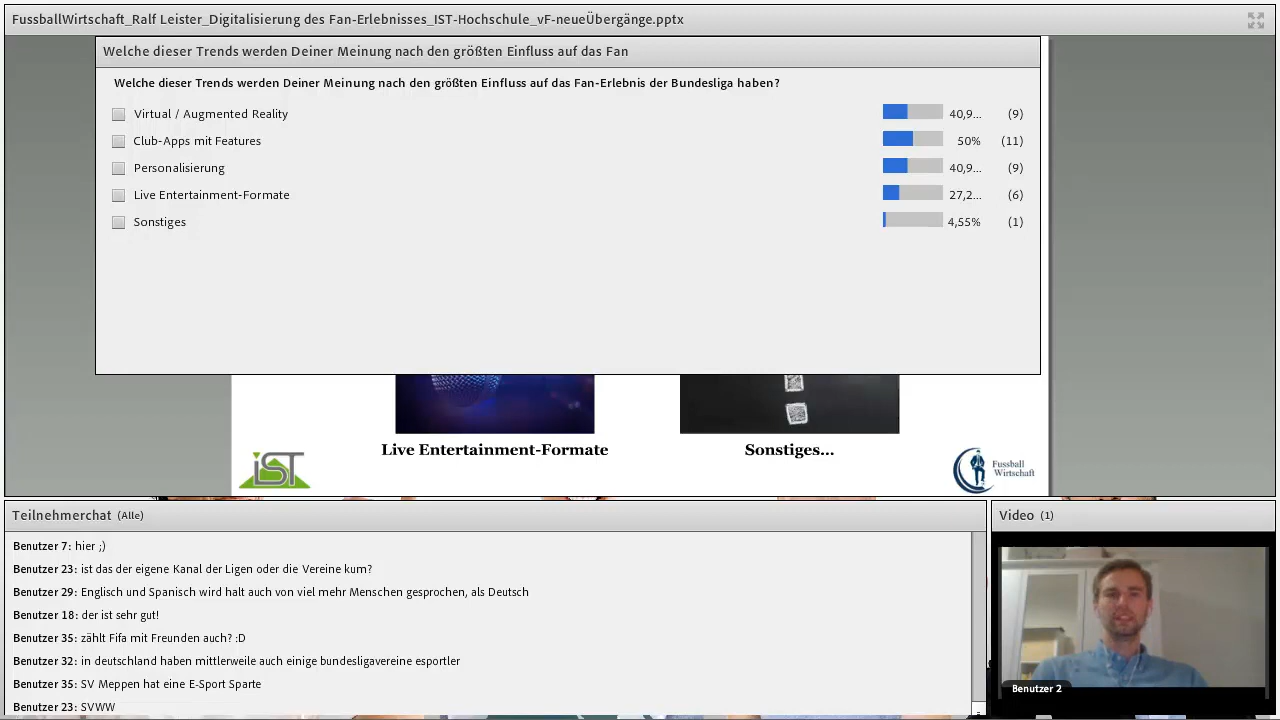 FussballWirtschaft_Ralf Leister_Digitalisierung des Fan-Erlebnisses_IST-Hochschule_vF-neueÜbergänge.pptx
Welche dieser Trends werden Deiner Meinung nach den größten Einfluss auf das Fan
Welche dieser Trends werden Deiner Meinung nach den größten Einfluss auf das Fan-Erlebnis der Bundesliga haben?
Virtual / Augmented Reality 40,9... (9)
Club-Apps mit Features 50% (11)
Personalisierung 40,9... (9)
Live Entertainment-Formate 27,2... (6)
Sonstiges 4,55% (1)
Live Entertainment-Formate Sonstiges...
iST Fussball
Wirtschaft
Teilnehmerchat (Alle)
Benutzer 7: hier ;)
Benutzer 23: ist das der eigene Kanal der Ligen oder die Vereine kum?
Benutzer 29: Englisch und Spanisch wird halt auch von viel mehr Menschen gesprochen, als Deutsch
Benutzer 18: der ist sehr gut!
Benutzer 35: zählt Fifa mit Freunden auch? :D
Benutzer 32: in deutschland haben mittlerweile auch einige bundesligavereine esportler
Benutzer 35: SV Meppen hat eine E-Sport Sparte
Benutzer 23: SVWW
Video (1)
Benutzer 2